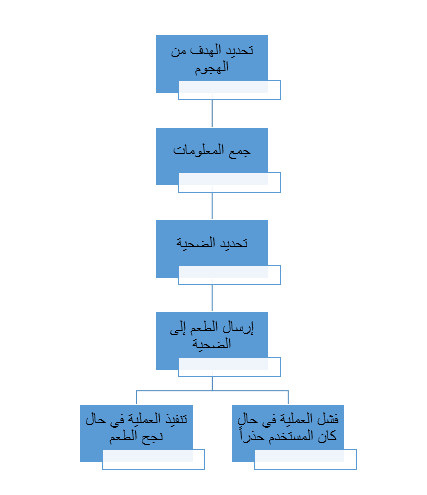 تحديد الهدف من
الهجوم
جمع المعلومات
تحديد الضحية
إرسال الطعم إلى
الضحية
فشل العملية في حال
كان المستخدم حذراً
تنفيذ العملية في حال
نجح الطعم